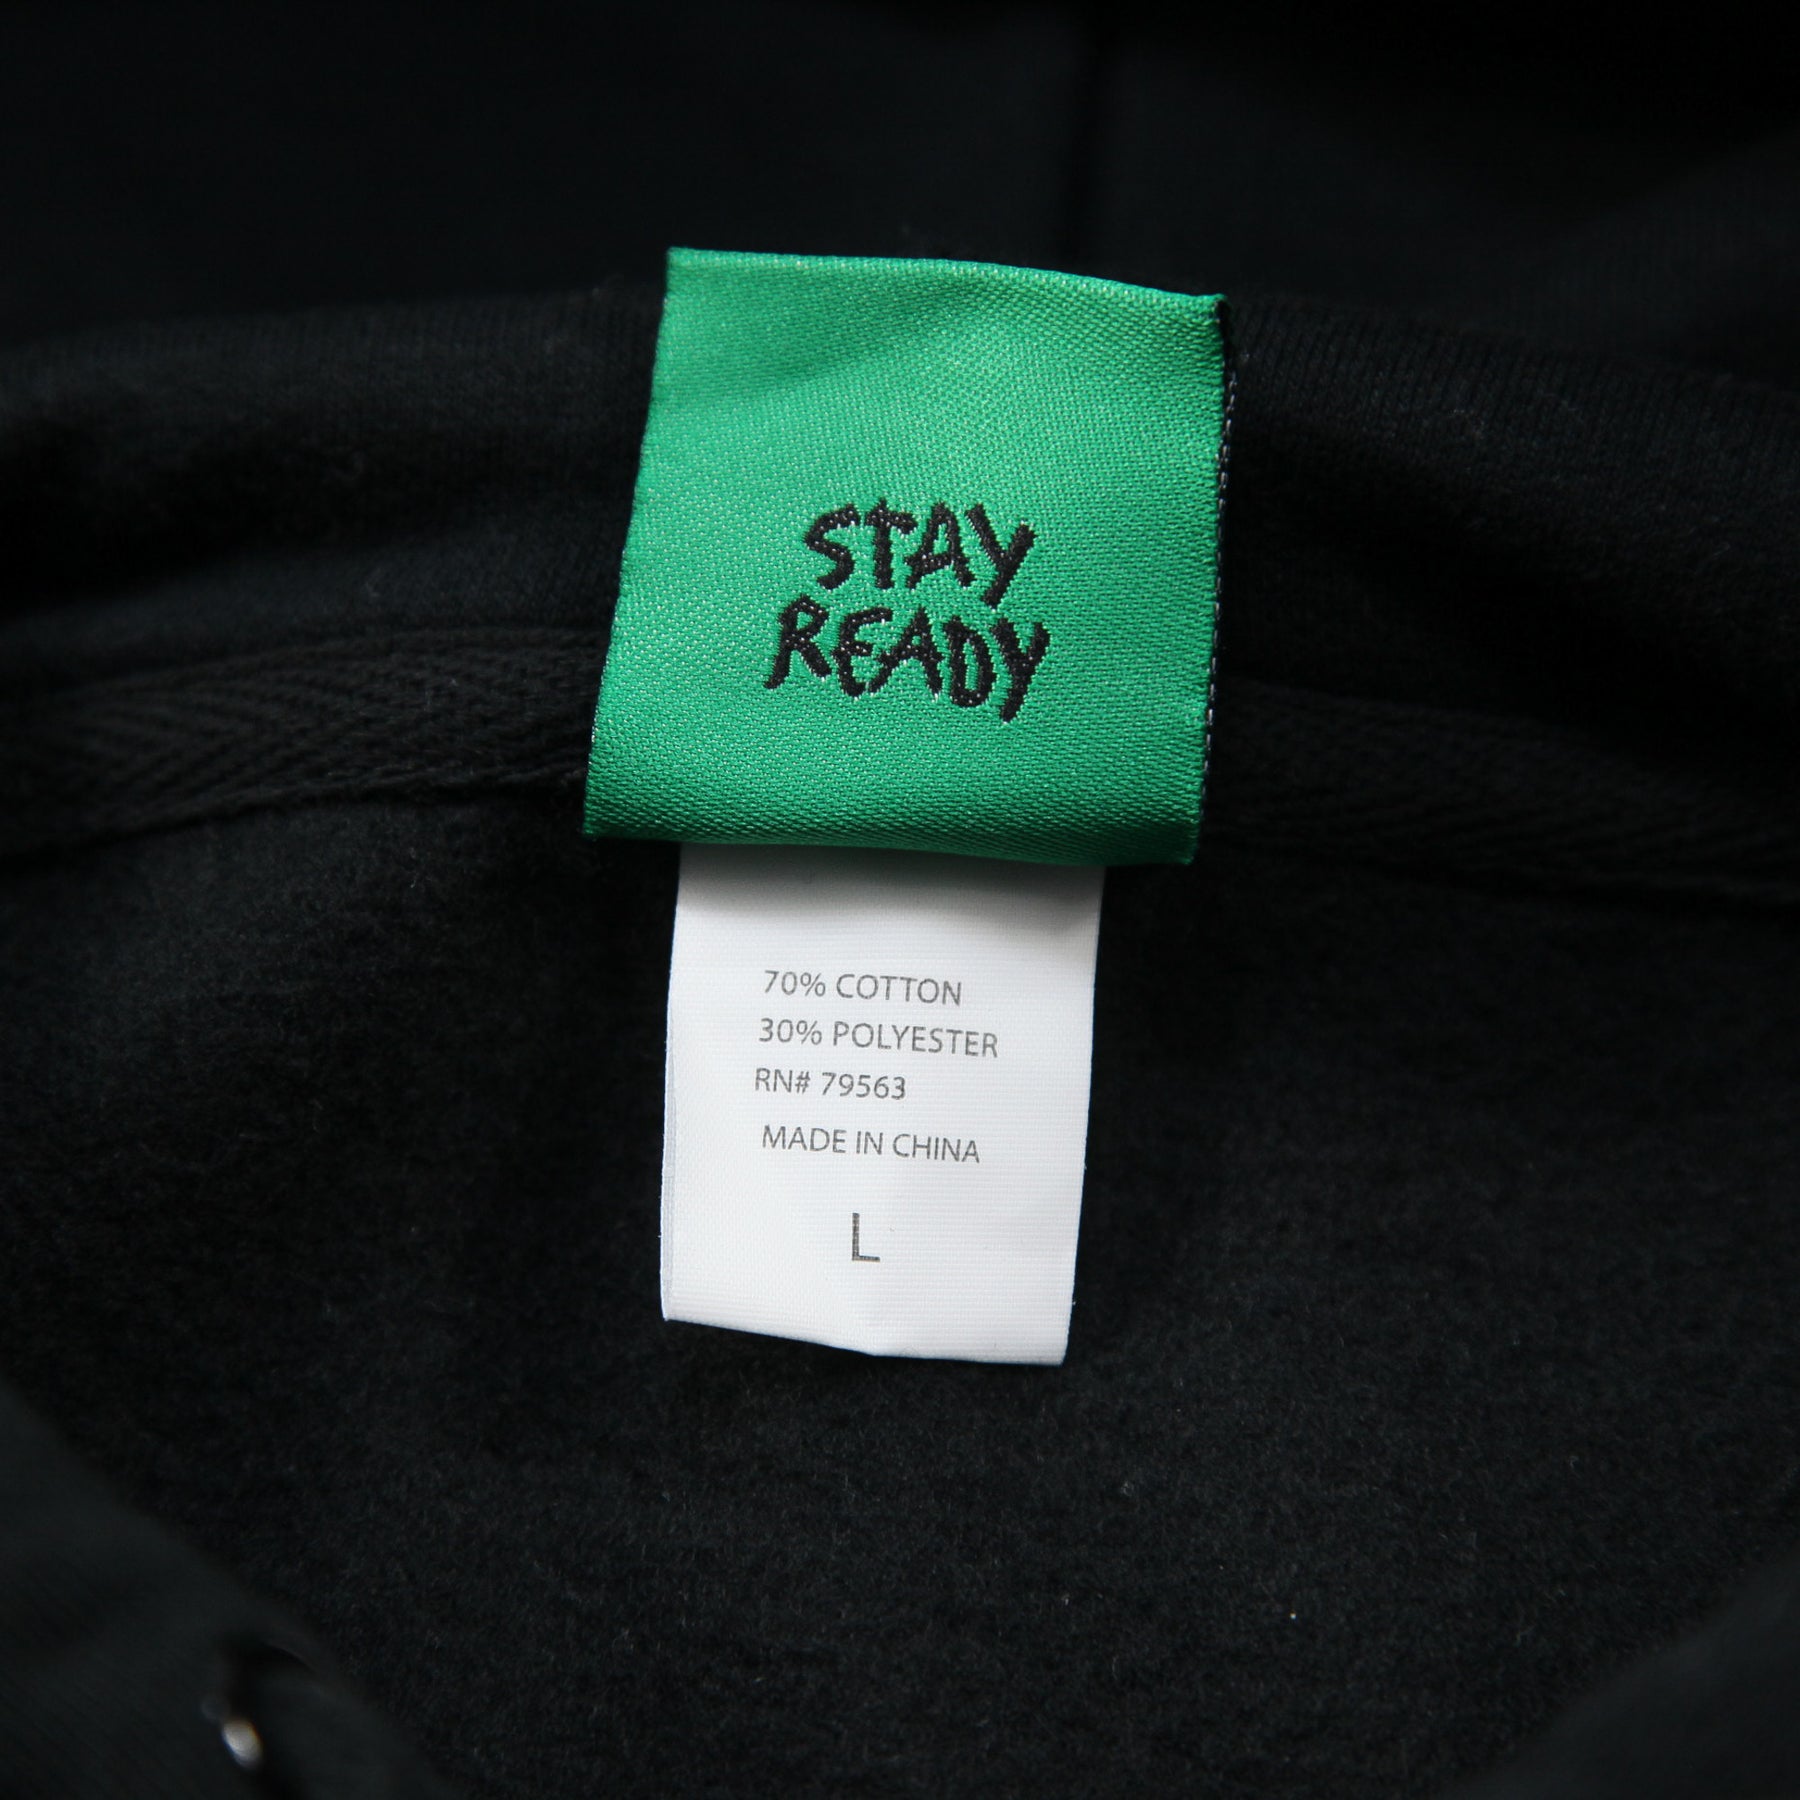 STAY
READY
70% COTTON
30% POLYESTER
RN# 79563
MADE IN CHINA
L